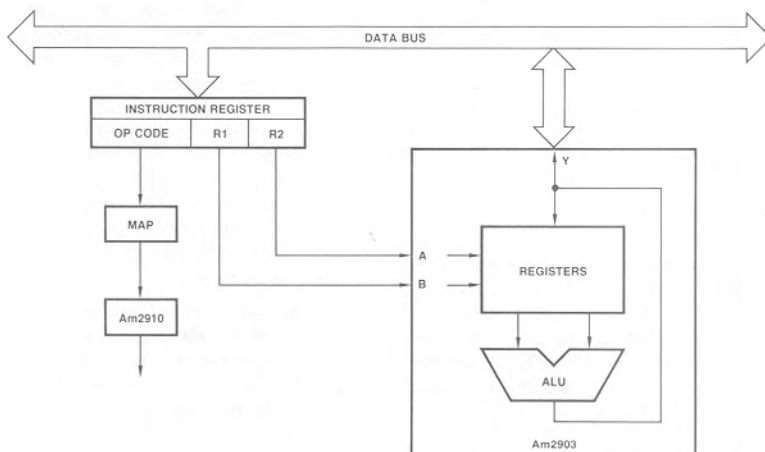 DATA BUS
INSTRUCTION REGISTER
OP CODE R1 R2
Y
MAP
A
B
REGISTERS
Am2910
ALU
Am2903